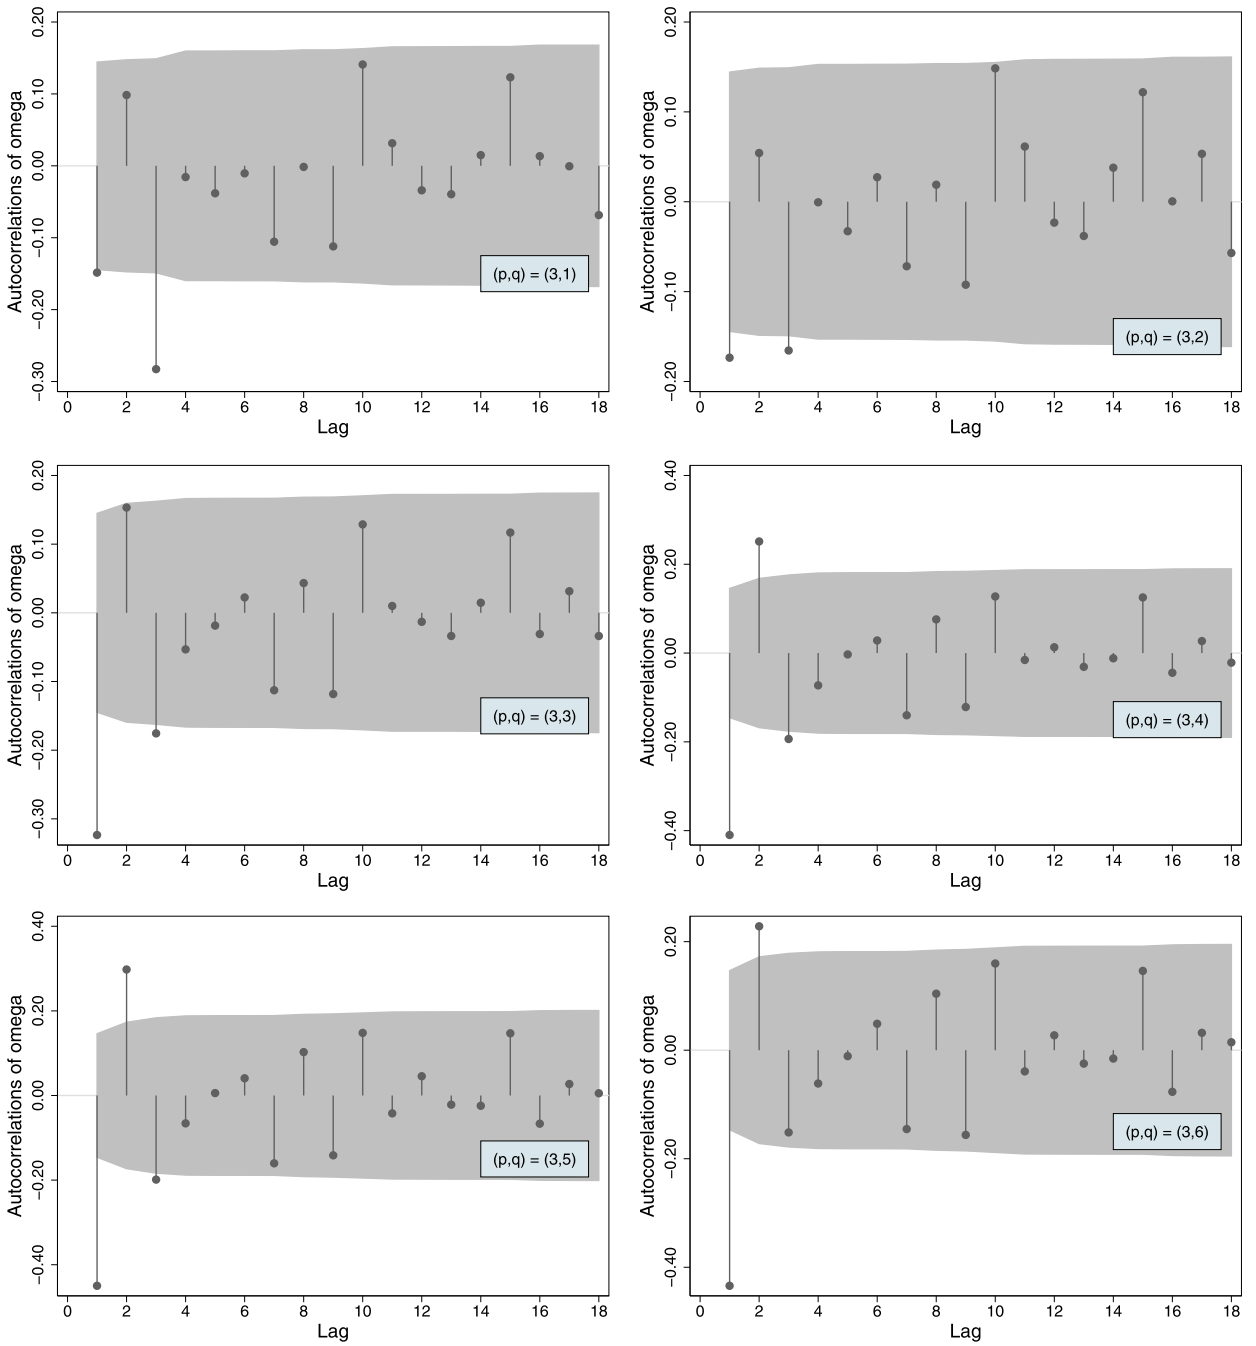 Autocorrelations of omega
0.20
0.10
0.00
−0.10
−0.20
−0.30
(p,q) = (3,1)
0 2 4 6 8 10 12 14 16 18
Lag
Autocorrelations of omega
0.20
0.10
0.00
−0.10
−0.20
(p,q) = (3,2)
0 2 4 6 8 10 12 14 16 18
Lag
Autocorrelations of omega
0.20
0.10
0.00
−0.10
−0.20
−0.30
(p,q) = (3,3)
0 2 4 6 8 10 12 14 16 18
Lag
Autocorrelations of omega
0.40
0.20
0.00
−0.20
−0.40
(p,q) = (3,4)
0 2 4 6 8 10 12 14 16 18
Lag
Autocorrelations of omega
0.40
0.20
0.00
−0.20
−0.40
(p,q) = (3,5)
0 2 4 6 8 10 12 14 16 18
Lag
Autocorrelations of omega
0.20
0.00
−0.20
−0.40
(p,q) = (3,6)
0 2 4 6 8 10 12 14 16 18
Lag